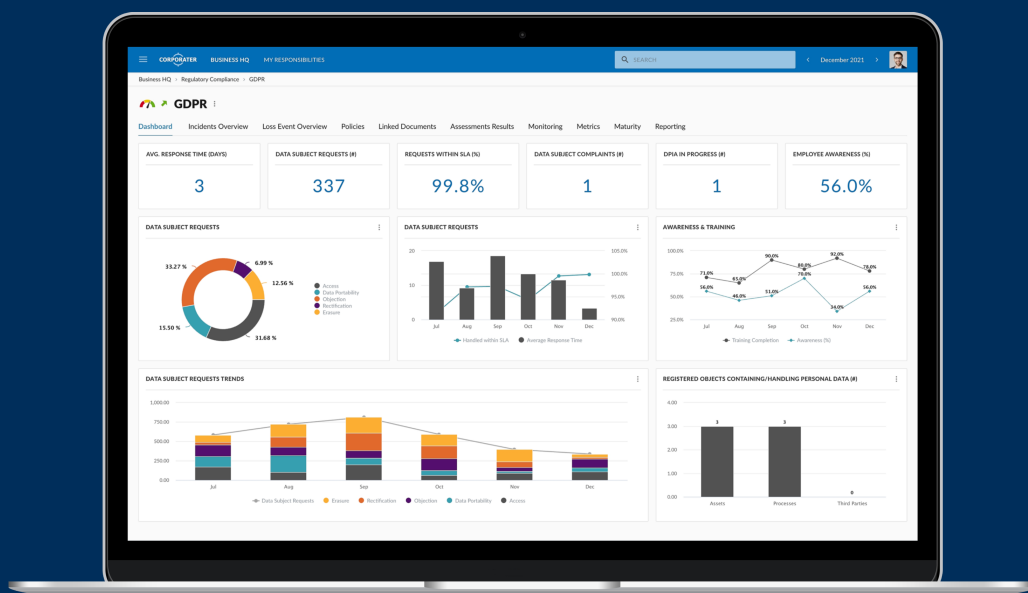 CORPORATER BUSINESS HQ MY RESPONSIBILITIES SEARCH < December 2021 >
Business HQ > Regulatory Compliance > GDPR
GDPR
Dashboard Incidents Overview Loss Event Overview Policies Linked Documents Assessments Results Monitoring Metrics Maturity Reporting
AVG. RESPONSE TIME (DAYS)
3
DATA SUBJECT REQUESTS (#)
337
REQUESTS WITHIN SLA (%)
99.8%
DATA SUBJECT COMPLAINTS (#)
1
DPIA IN PROGRESS (#)
1
EMPLOYEE AWARENESS (%)
56.0%
DATA SUBJECT REQUESTS
33.27 %
6.99 %
12.56 %
15.50 %
31.68 %
Access
Data Portability
Objection
Rectification
Erasure
DATA SUBJECT REQUESTS
20
10
0
105.0%
100.0%
95.0%
90.0%
Jul Aug Sep Oct Nov Dec
Handled within SLA Average Response Time
AWARENESS & TRAINING
100.0%
75.0%
50.0%
25.0%
71.0% 65.0% 90.0% 80.0% 92.0% 78.0%
56.0% 46.0% 51.0% 70.0% 34.0% 56.0%
Jul Aug Sep Oct Nov Dec
Training Completion Awareness (%)
DATA SUBJECT REQUESTS TRENDS
1,000.00
750.00
500.00
250.00
0.00
Jul Aug Sep Oct Nov Dec
Data Subject Requests Erasure Rectification Objection Data Portability Access
REGISTERED OBJECTS CONTAINING/HANDLING PERSONAL DATA (#)
4.00
3.00
2.00
1.00
0.00
3 3 0
Assets Processes Third Parties